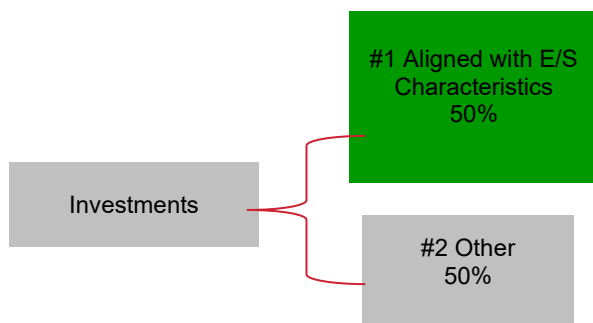 #1 Aligned with E/S
Characteristics
50%
Investments
#2 Other
50%